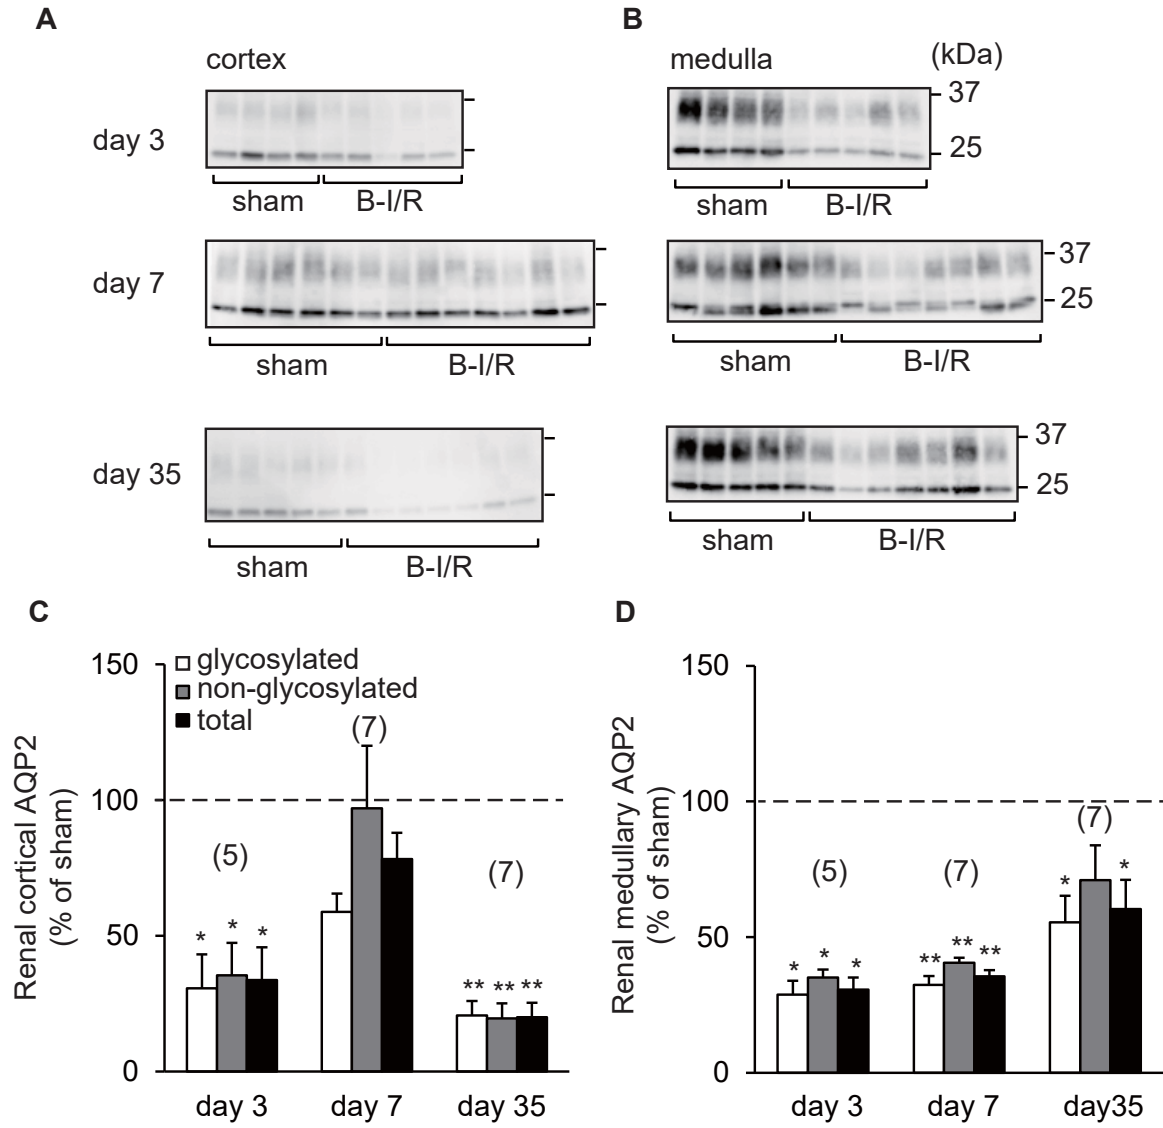 A
B
cortex
medulla
(kDa)
day 3
37
25
sham
B-I/R
sham
B-I/R
day 7
37
25
sham
B-I/R
sham
B-I/R
day 35
37
25
sham
B-I/R
sham
B-I/R
C
Renal cortical AQP2
(% of sham)
150
100
50
0
glycosylated
non-glycosylated
total
(5)
(7)
(7)
* * *
** ** **
day 3
day 7
day 35
D
Renal medullary AQP2
(% of sham)
150
100
50
0
(5)
(7)
(7)
* * *
** ** **
* *
day 3
day 7
day35